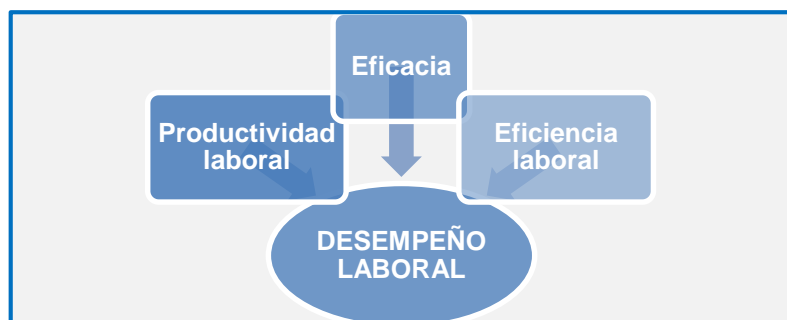 Eficacia
Productividad
laboral
Eficiencia
laboral
DESEMPEÑO
LABORAL